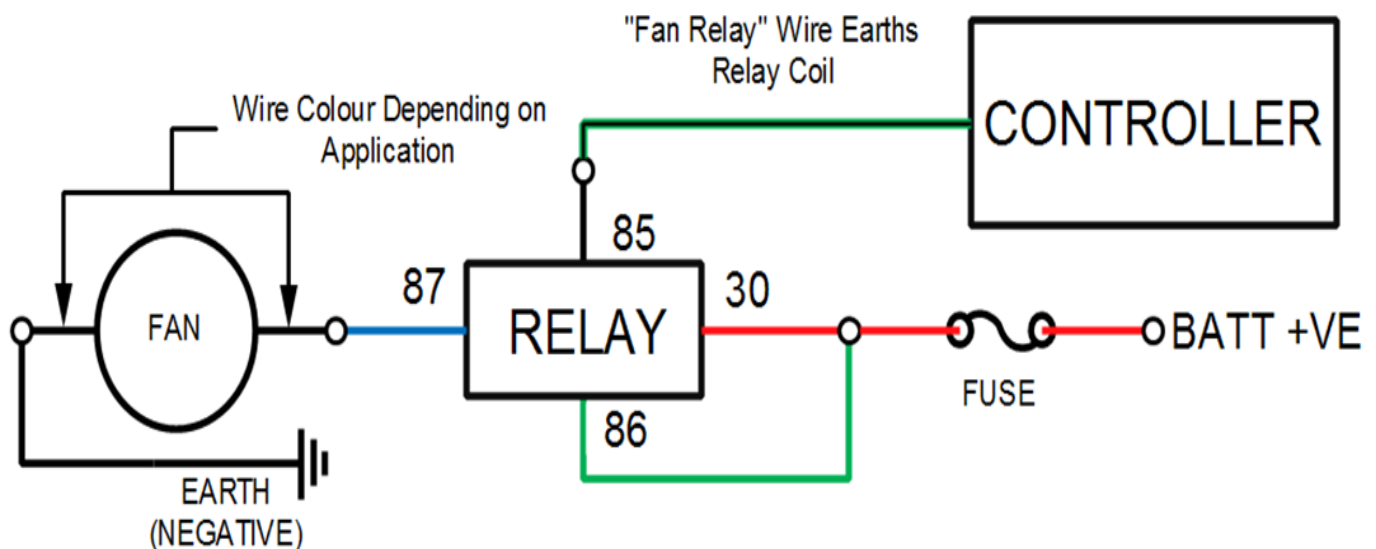 "Fan Relay" Wire Earths
Relay Coil
CONTROLLER
Wire Colour Depending on
Application
85
87
30
FAN
RELAY
BATT +VE
FUSE
86
EARTH
(NEGATIVE)